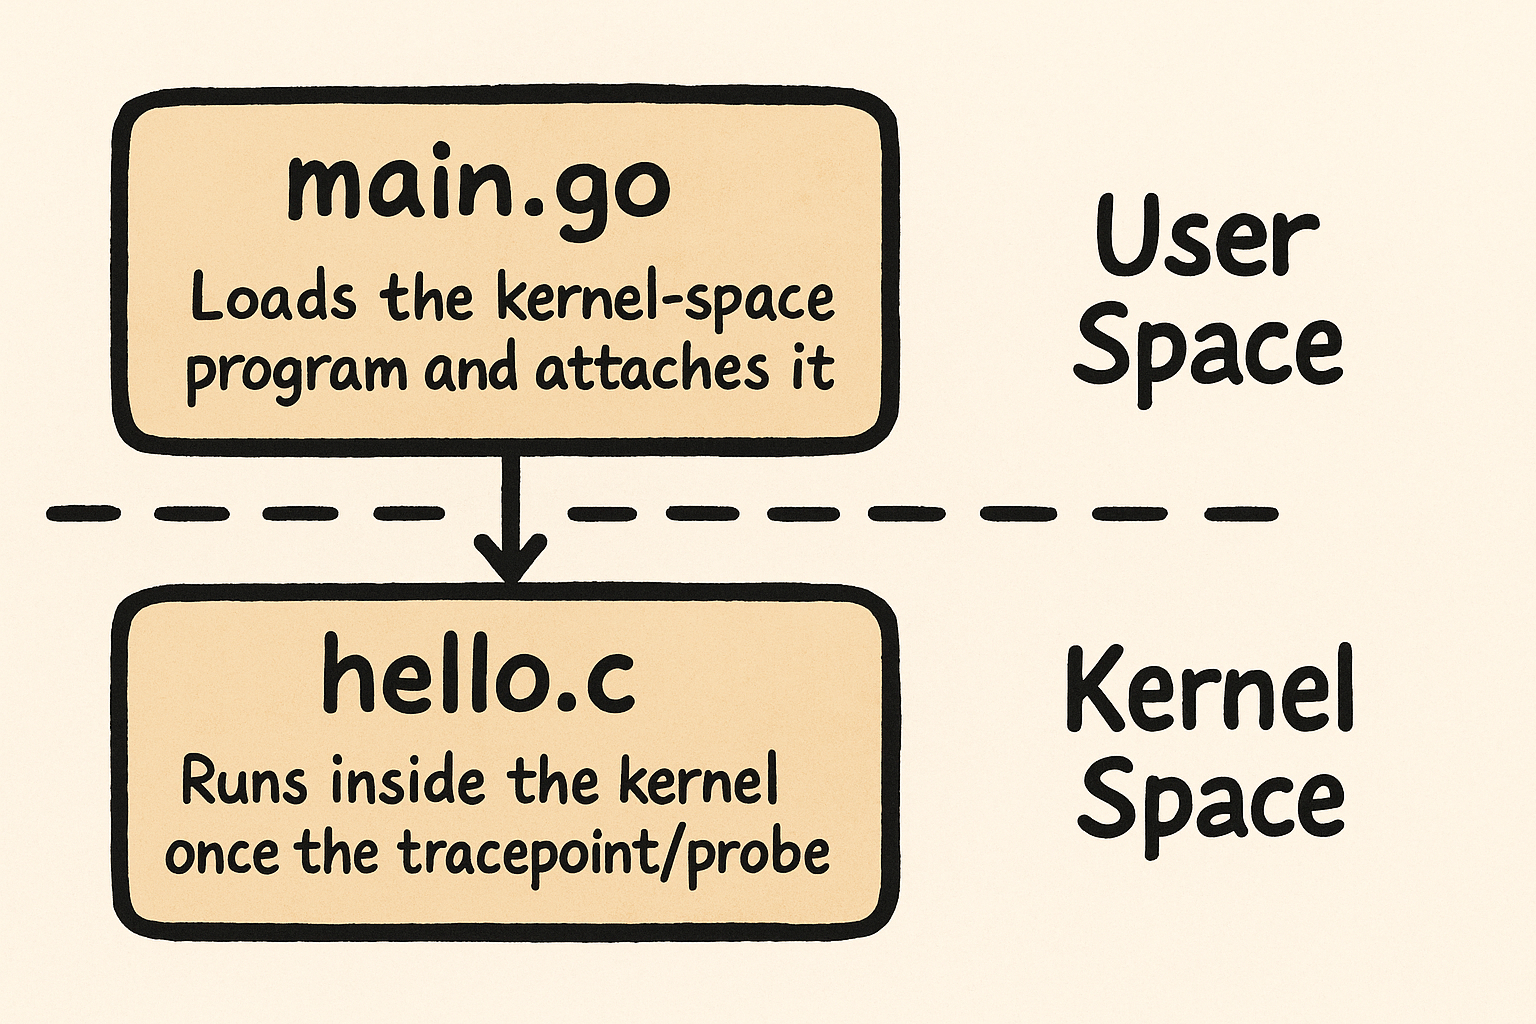 main.go
Loads the kernel-space
program and attaches it
User
Space
hello.c
Runs inside the kernel
once the tracepoint/probe
Kernel
Space